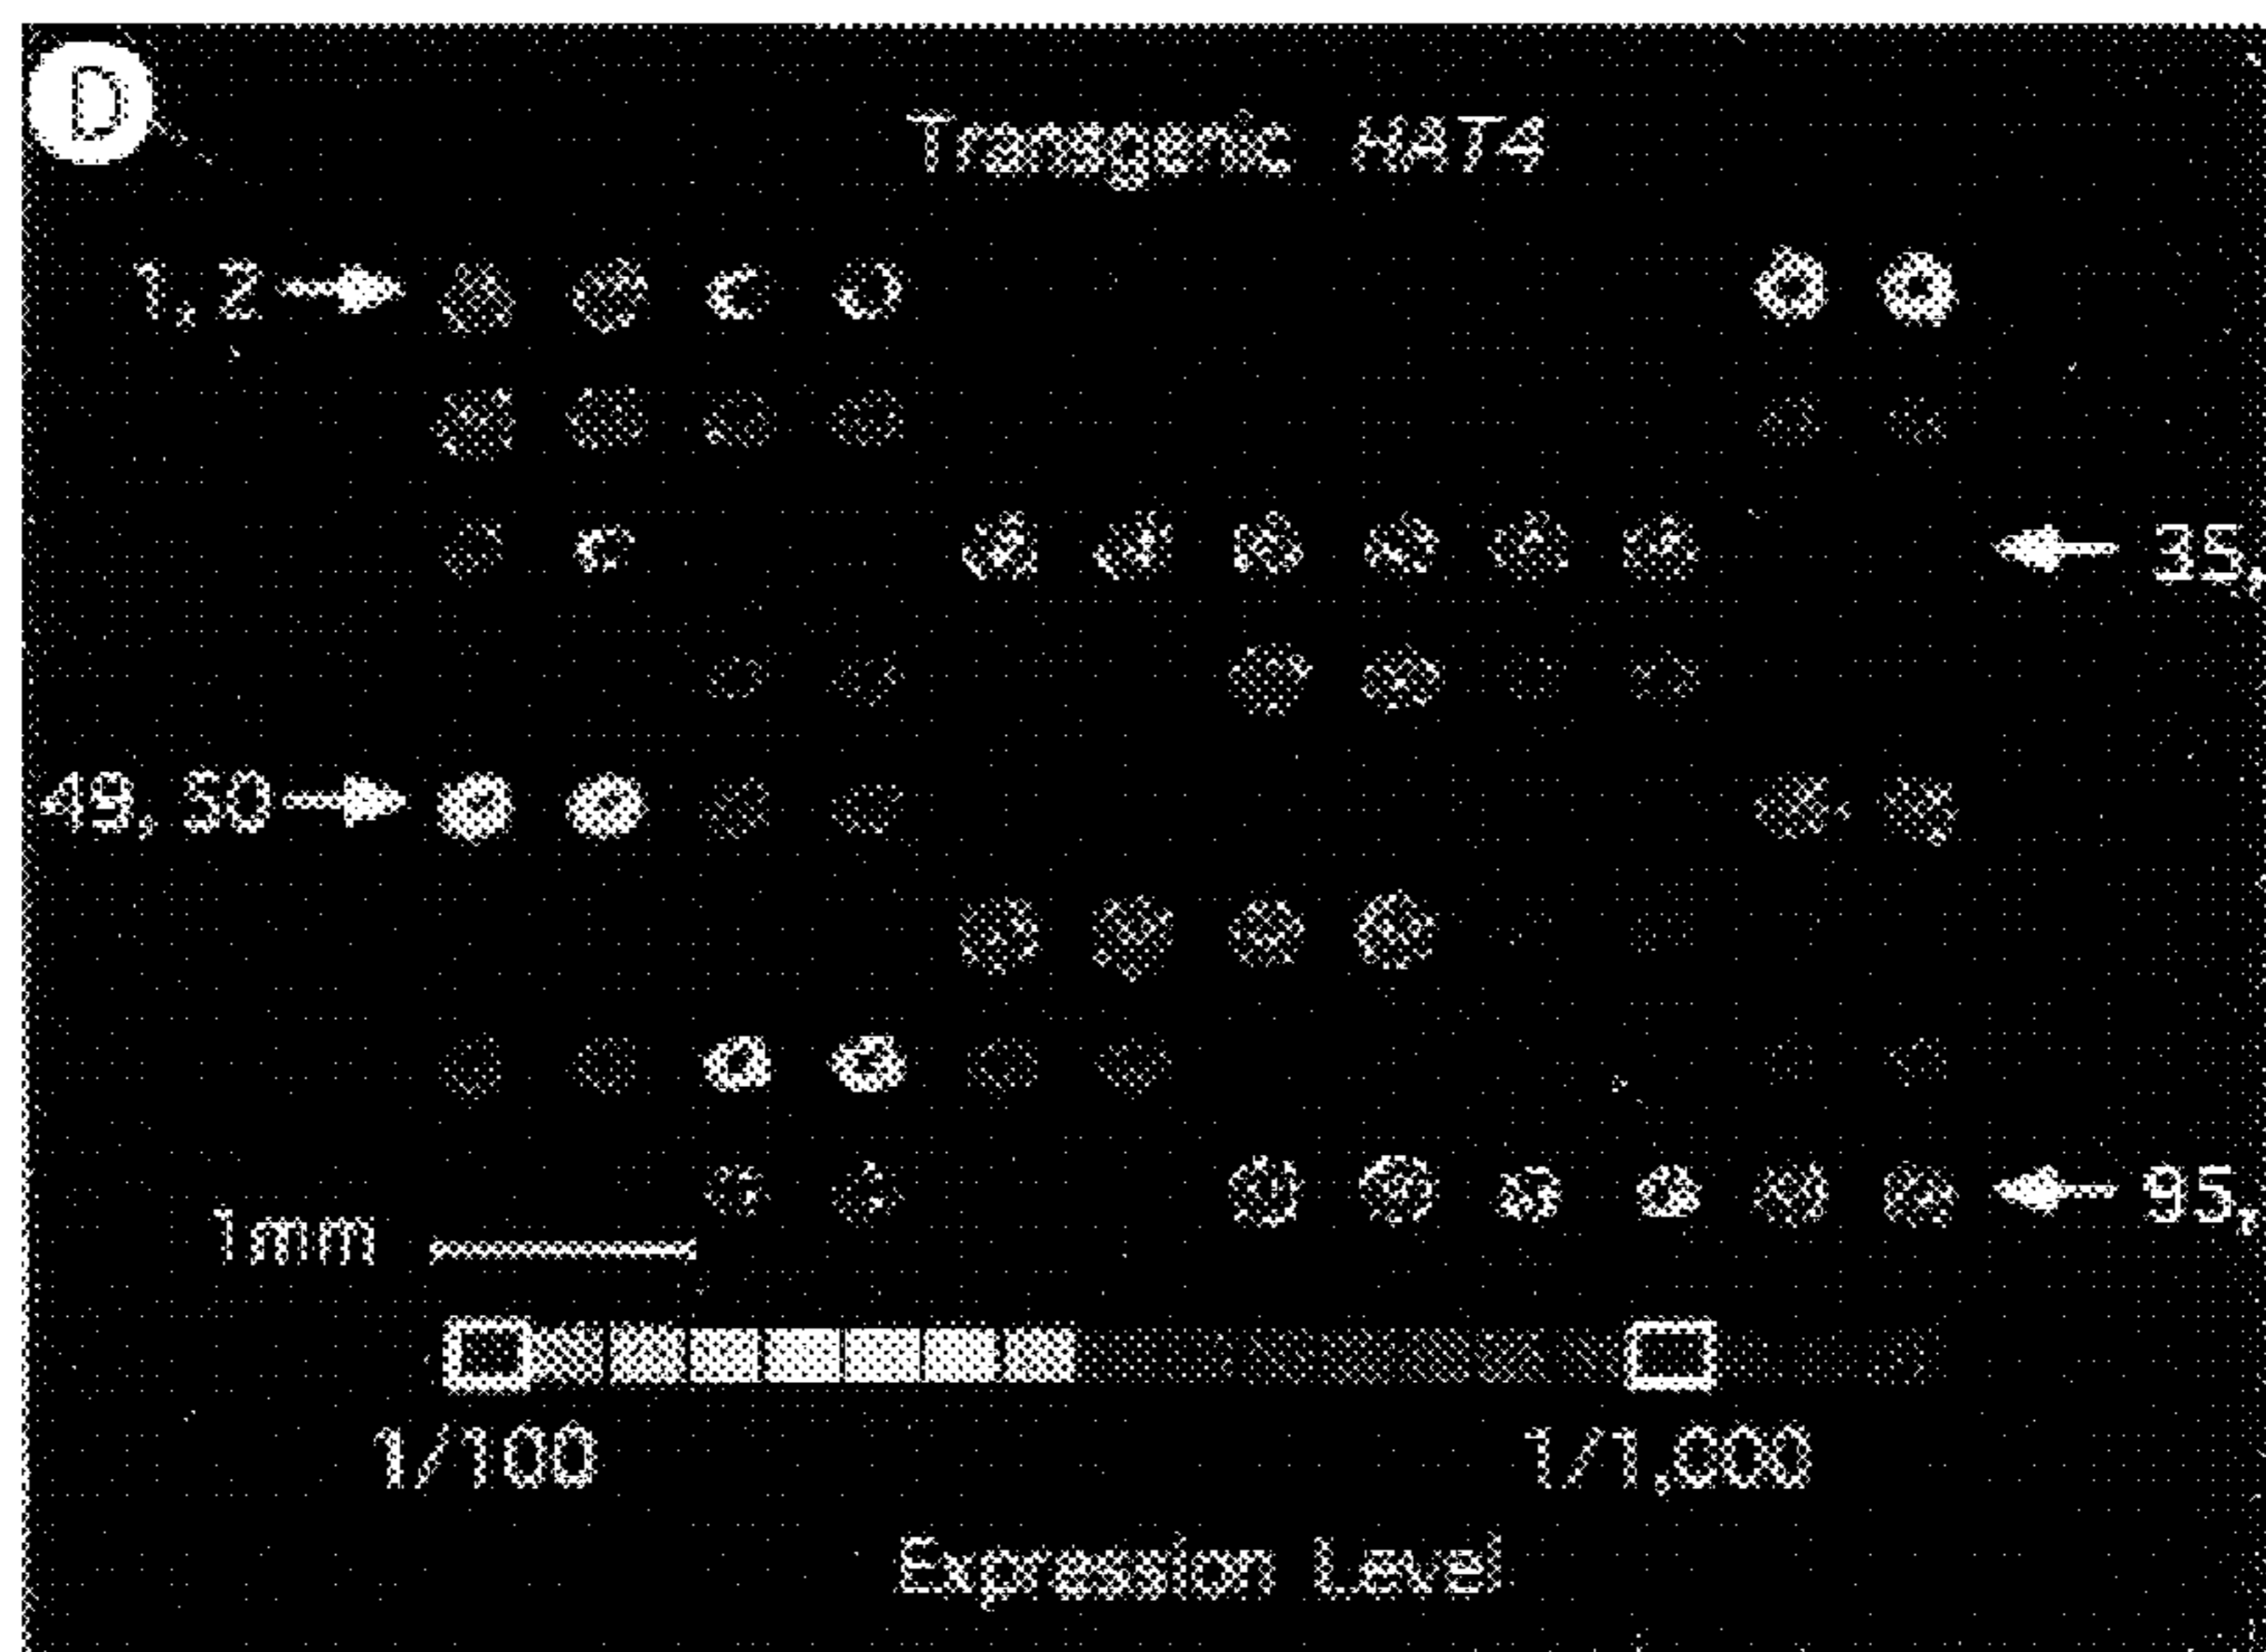 D
Transgenic HAT4
1, 2
35,
49, 50
95,
1mm
1/100 1/1,000
Expression Level